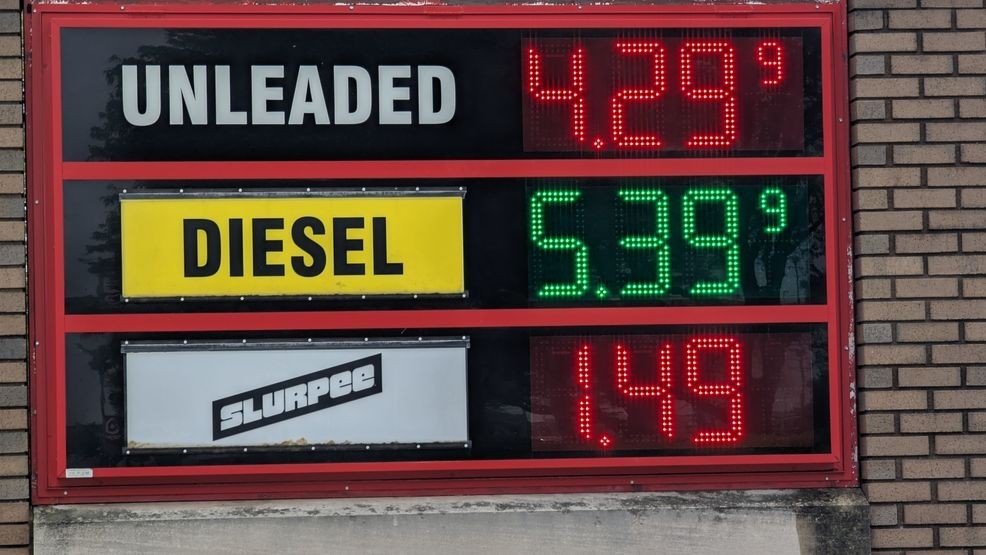 UNLEADED 4.29 9
DIESEL 5.39 9
SLURPEE 1.49